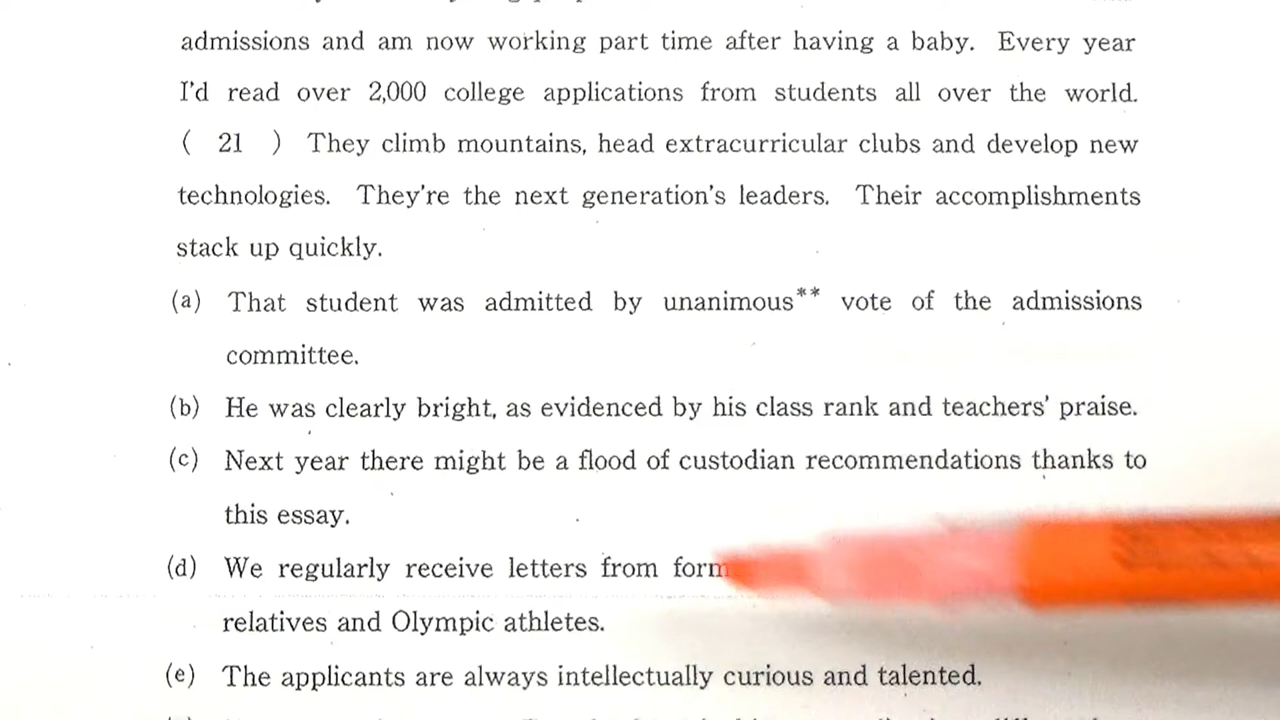 admissions and am now working part time after having a baby. Every year
I'd read over 2,000 college applications from students all over the world.
( 21 ) They climb mountains, head extracurricular clubs and develop new
technologies. They're the next generation's leaders. Their accomplishments
stack up quickly.
(a) That student was admitted by unanimous** vote of the admissions
committee.
(b) He was clearly bright, as evidenced by his class rank and teachers' praise.
(c) Next year there might be a flood of custodian recommendations thanks to
this essay.
(d) We regularly receive letters from
relatives and Olympic athletes.
(e) The applicants are always intellectually curious and talented.